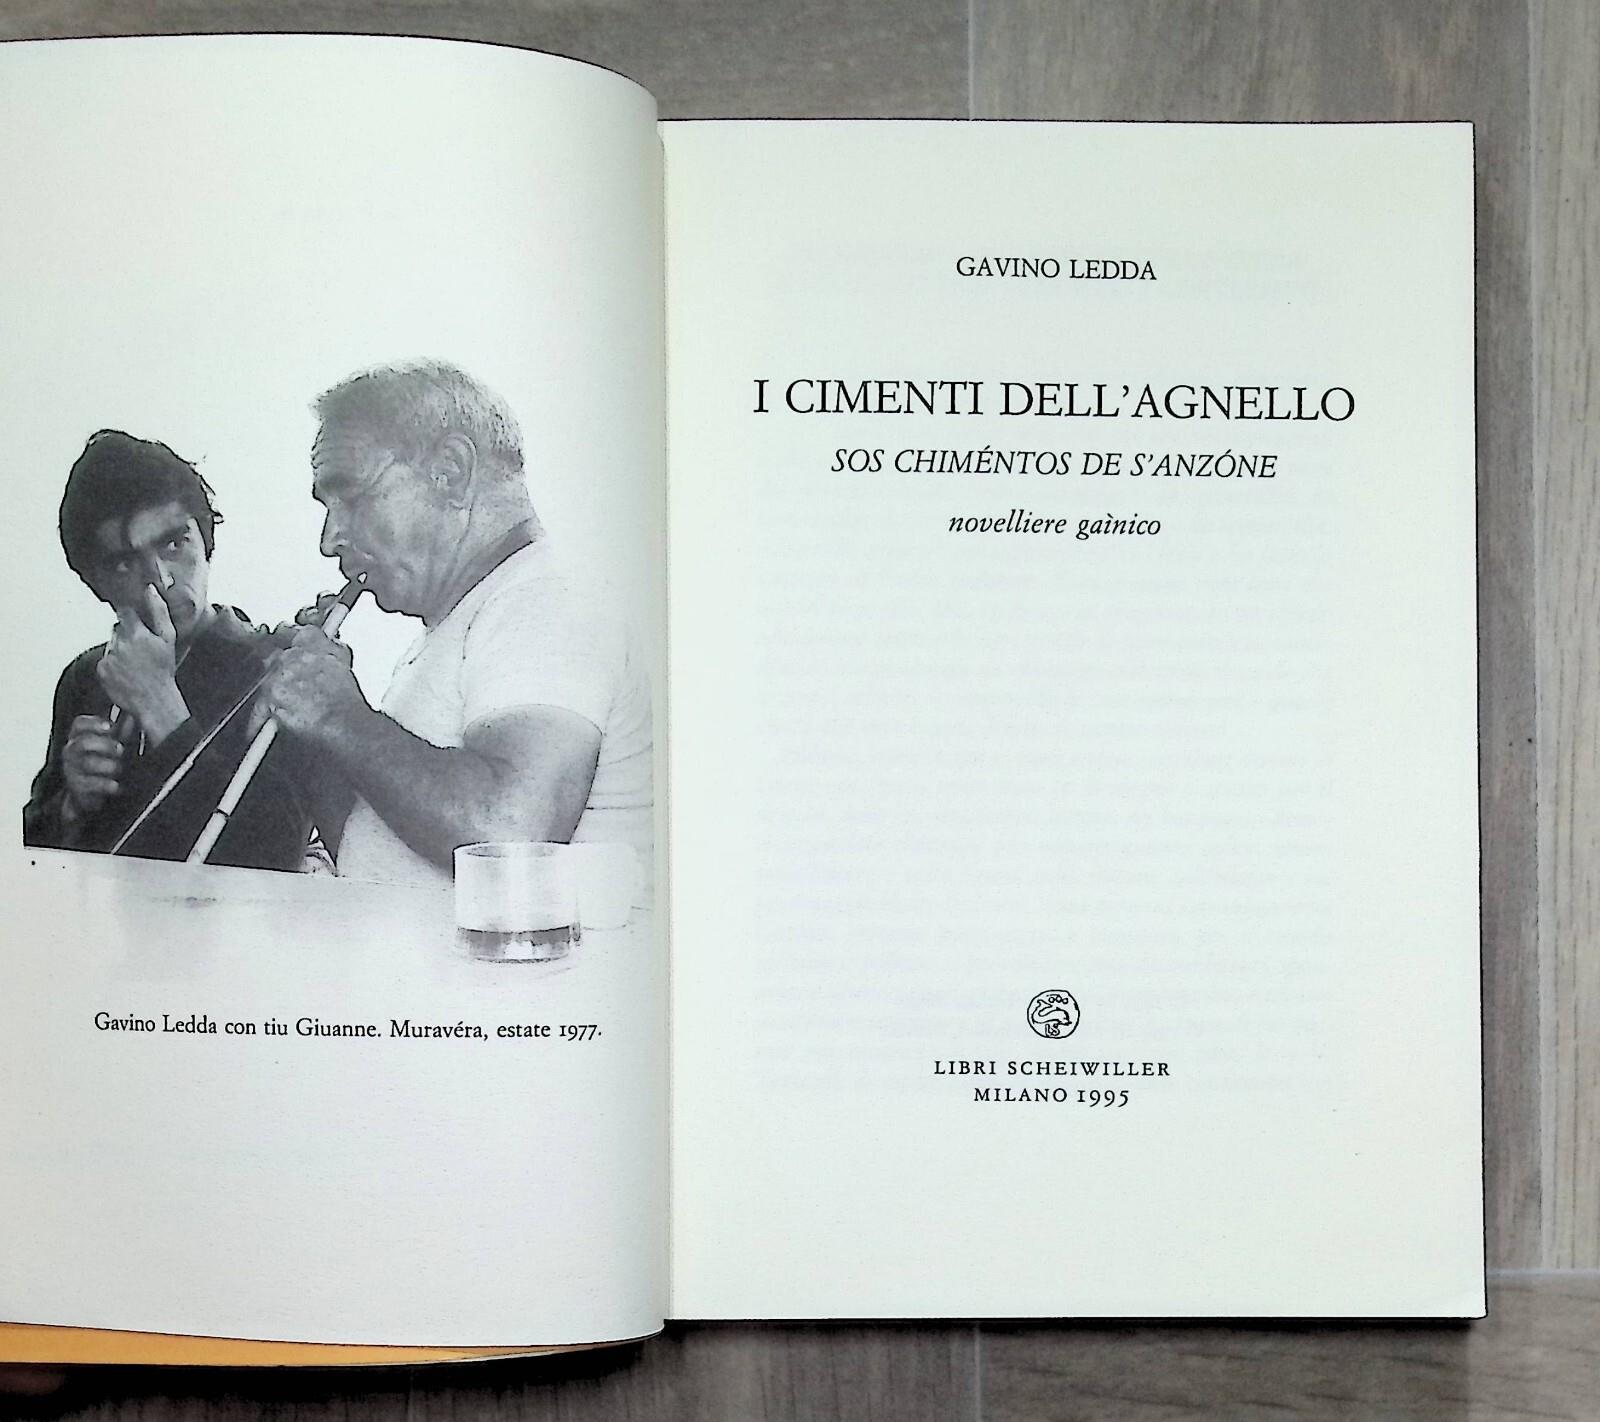 Gavino Ledda con tiu Giuanne. Muravéra, estate 1977.
GAVINO LEDDA
I CIMENTI DELL'AGNELLO
SOS CHIMÉNTOS DE S'ANZÓNE
novelliere gaìnico
LS
LIBRI SCHEIWILLER
MILANO 1995